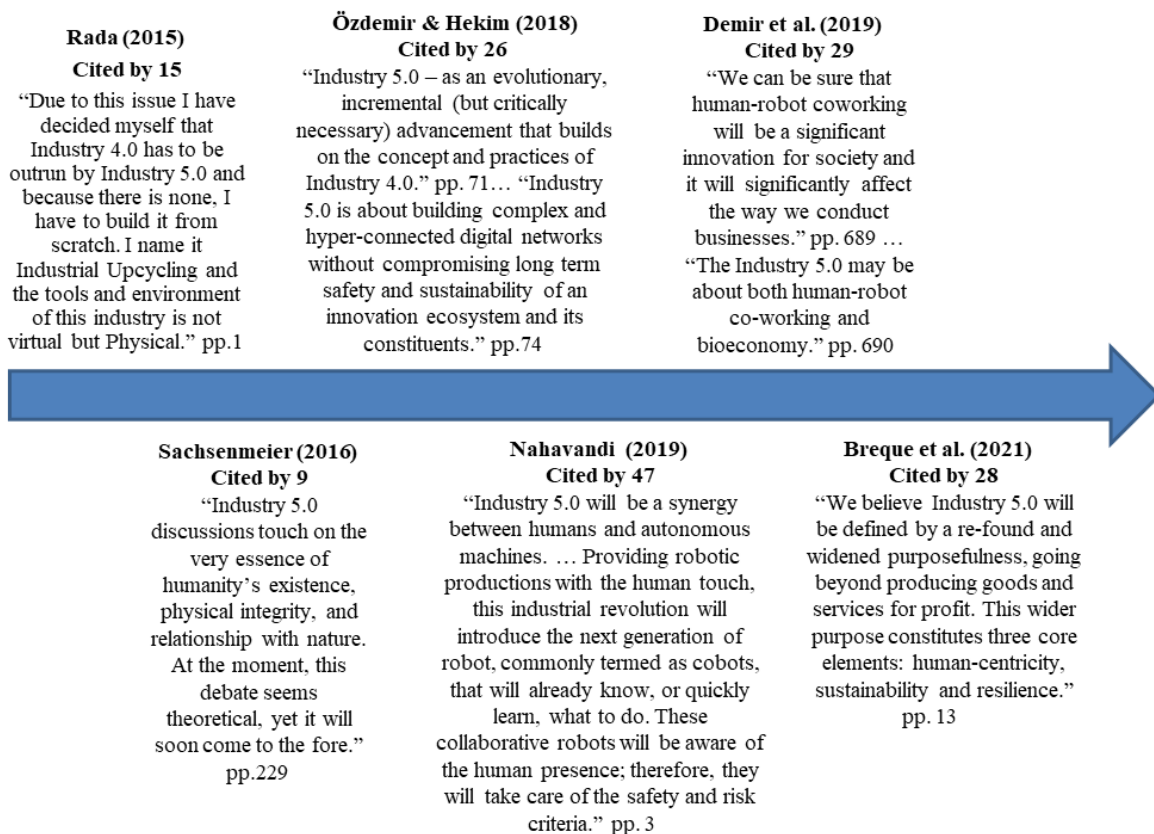 Rada (2015)
Cited by 15
“Due to this issue I have
decided myself that
Industry 4.0 has to be
outrun by Industry 5.0 and
because there is none, I
have to build it from
scratch. I name it
Industrial Upcycling and
the tools and environment
of this industry is not
virtual but Physical.” pp.1
Özdemir & Hekim (2018)
Cited by 26
“Industry 5.0 – as an evolutionary,
incremental (but critically
necessary) advancement that builds
on the concept and practices of
Industry 4.0.” pp. 71… “Industry
5.0 is about building complex and
hyper-connected digital networks
without compromising long term
safety and sustainability of an
innovation ecosystem and its
constituents.” pp.74
Demir et al. (2019)
Cited by 29
“We can be sure that
human-robot coworking
will be a significant
innovation for society and
it will significantly affect
the way we conduct
businesses.” pp. 689 …
“The Industry 5.0 may be
about both human-robot
co-working and
bioeconomy.” pp. 690
Sachsenmeier (2016)
Cited by 9
“Industry 5.0
discussions touch on the
very essence of
humanity’s existence,
physical integrity, and
relationship with nature.
At the moment, this
debate seems
theoretical, yet it will
soon come to the fore.”
pp.229
Nahavandi (2019)
Cited by 47
“Industry 5.0 will be a synergy
between humans and autonomous
machines. … Providing robotic
productions with the human touch,
this industrial revolution will
introduce the next generation of
robot, commonly termed as cobots,
that will already know, or quickly
learn, what to do. These
collaborative robots will be aware of
the human presence; therefore, they
will take care of the safety and risk
criteria.” pp. 3
Breque et al. (2021)
Cited by 28
“We believe Industry 5.0 will
be defined by a re-found and
widened purposefulness, going
beyond producing goods and
services for profit. This wider
purpose constitutes three core
elements: human-centricity,
sustainability and resilience.”
pp. 13